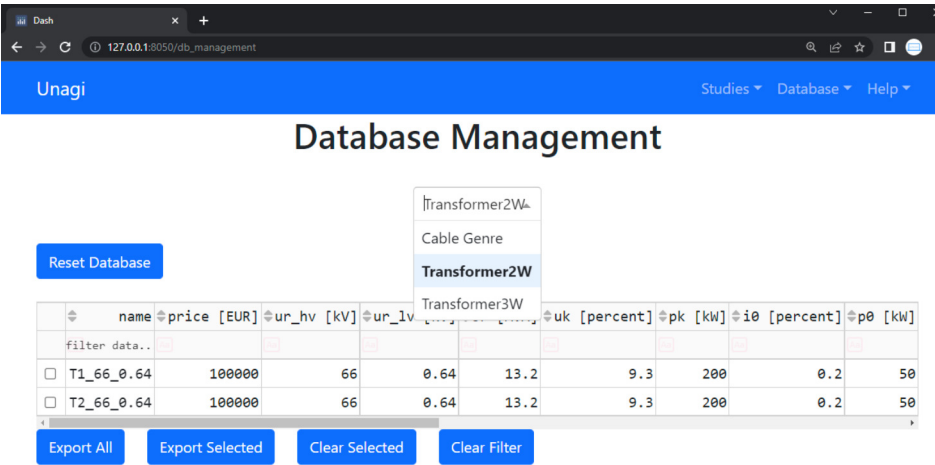 Dash
127.0.0.1:8050/db_management
Unagi Studies Database Help
Database Management
Transformer2W
Cable Genre
Reset Database
Transformer2W
Transformer3W
name price [EUR] ur_hv [kV] ur_lv uk [percent] pk [kW] i0 [percent] p0 [kW]
filter data..
T1_66_0.64 100000 66 0.64 13.2 9.3 200 0.2 50
T2_66_0.64 100000 66 0.64 13.2 9.3 200 0.2 50
Export All Export Selected Clear Selected Clear Filter